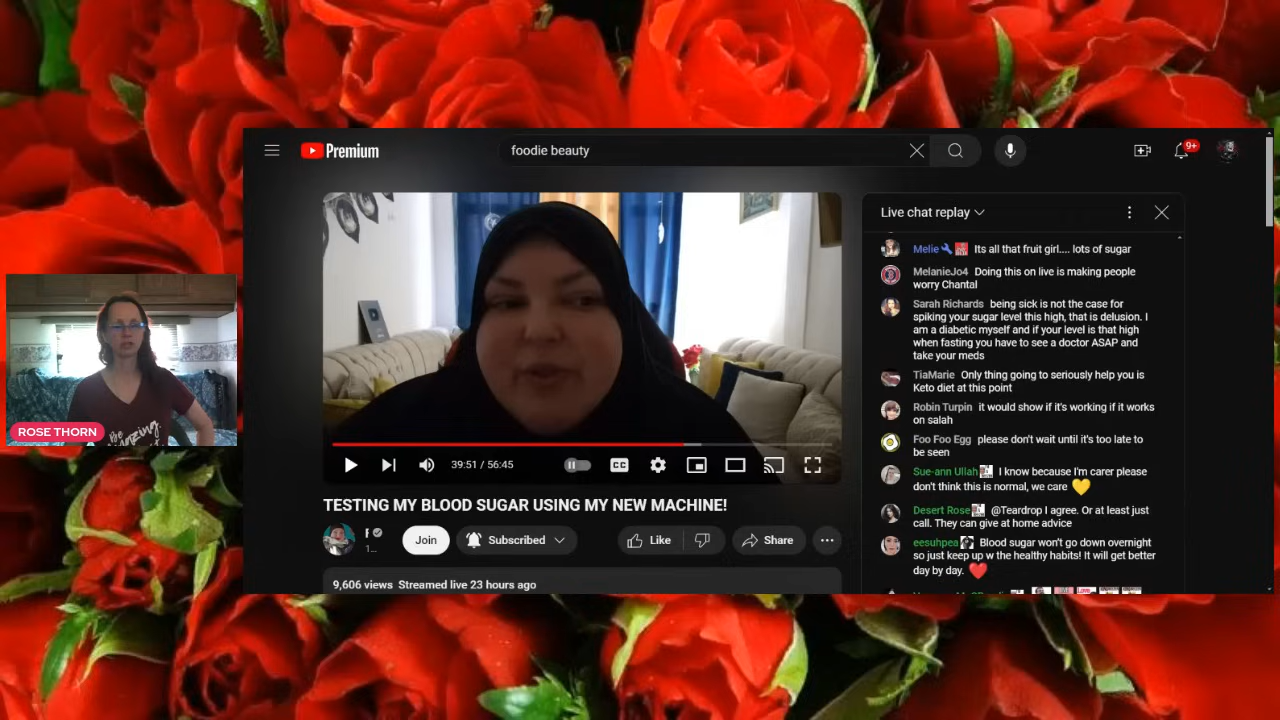 Premium
foodie beauty
9+
Live chat replay
Melie Its all that fruit girl.... lots of sugar
MelanieJo4 Doing this on live is making people
worry Chantal
Sarah Richards being sick is not the case for
spiking your sugar level this high, that is delusion. I
am a diabetic myself and if your level is that high
when fasting you have to see a doctor ASAP and
take your meds
TiaMarie Only thing going to seriously help you is
Keto diet at this point
Robin Turpin it would show if it's working if it works
on salah
Foo Foo Egg please don't wait until it's too late to
be seen
Sue-ann Ullah I know because I'm carer please
don't think this is normal, we care 💛
Desert Rose @Teardrop I agree. Or at least just
call. They can give at home advice
eesuhpea Blood sugar won't go down overnight
so just keep up w the healthy habits! It will get better
day by day. ❤️
ROSE THORN
39:51 / 56:45
CC
TESTING MY BLOOD SUGAR USING MY NEW MACHINE!
F
1...
Join
Subscribed
Like
Share
9,606 views Streamed live 23 hours ago